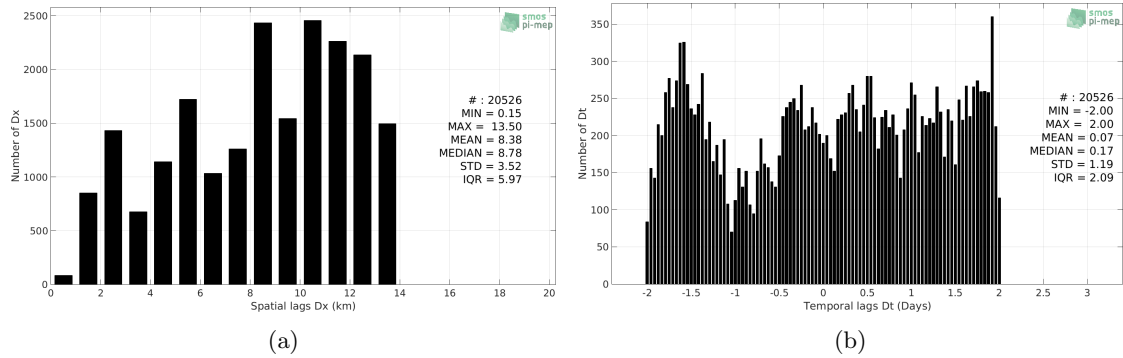 2500
2000
1500
1000
500
0
0 2 4 6 8 10 12 14 16 18 20
Number of Dx
Spatial lags Dx (km)
smos
pi-mep
# : 20526
MIN = 0.15
MAX = 13.50
MEAN = 8.38
MEDIAN = 8.78
STD = 3.52
IQR = 5.97
(a)
350
300
250
200
150
100
50
0
-2 -1.5 -1 -0.5 0 0.5 1 1.5 2 2.5 3
Number of Dt
Temporal lags Dt (Days)
smos
pi-mep
# : 20526
MIN = -2.00
MAX = 2.00
MEAN = 0.07
MEDIAN = 0.17
STD = 1.19
IQR = 2.09
(b)